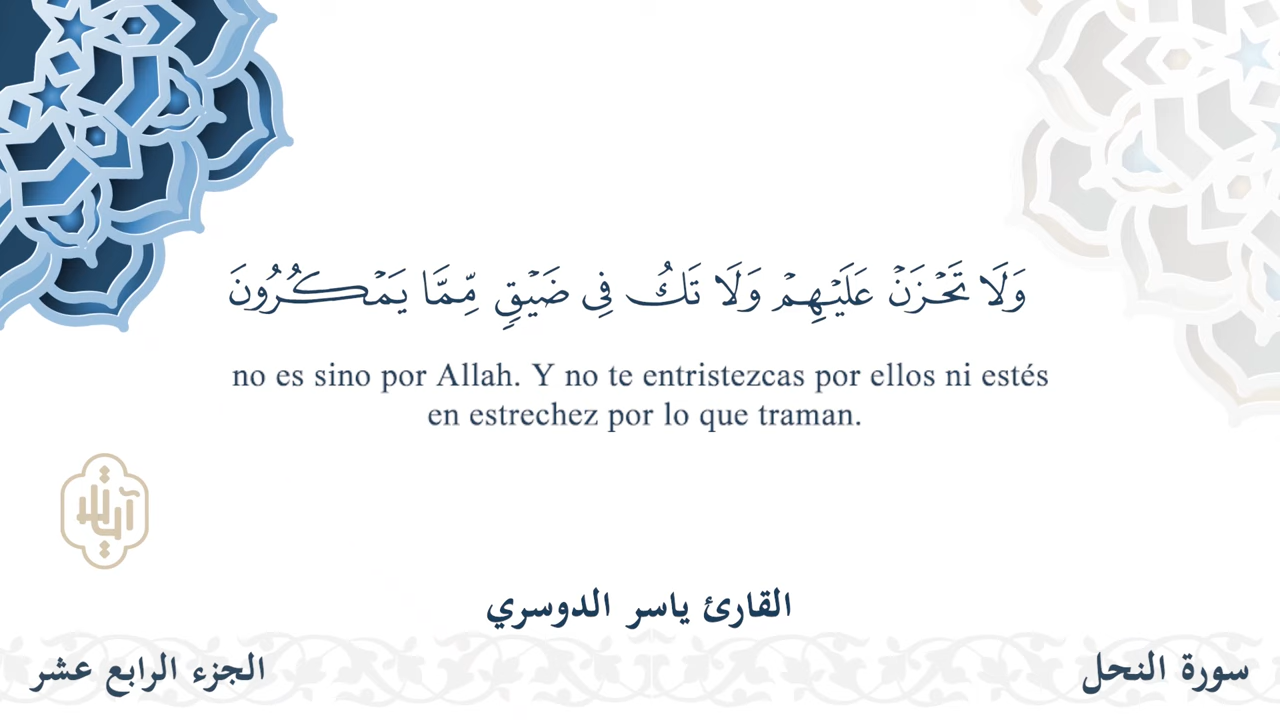 وَلَا تَحۡزَنۡ عَلَيۡهِمۡ وَلَا تَكُ فِي ضَيۡقٖ مِّمَّا يَمۡكُرُونَ
no es sino por Allah. Y no te entristezcas por ellos ni estés
en estrechez por lo que traman.
القارئ ياسر الدوسري
سورة النحل
الجزء الرابع عشر